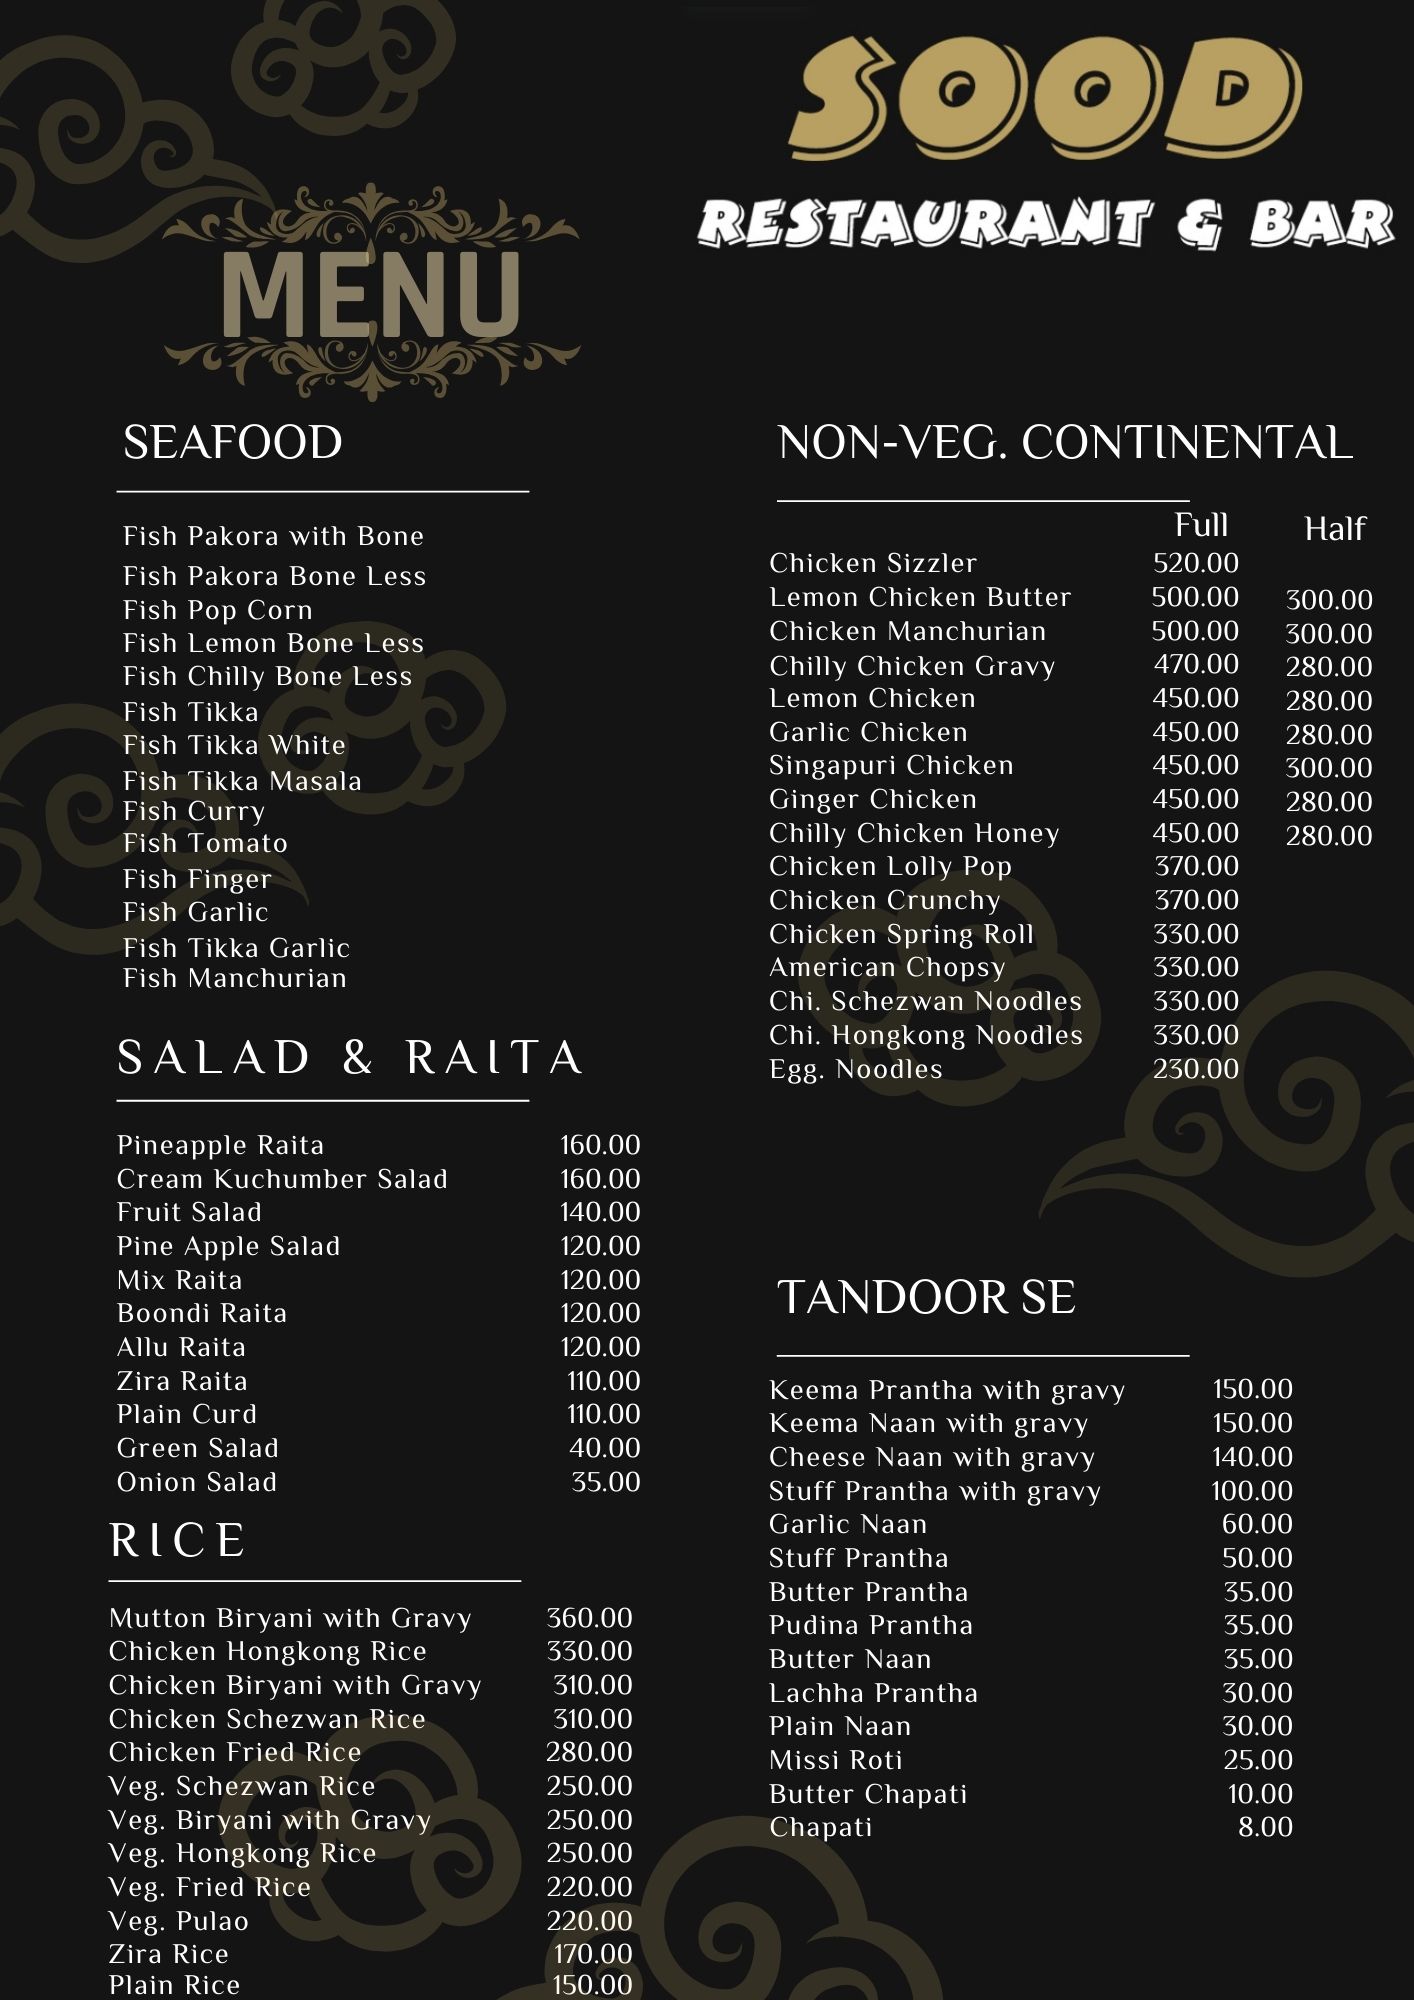 SOOD
RESTAURANT & BAR
MENU
SEAFOOD
Fish Pakora with Bone
Fish Pakora Bone Less
Fish Pop Corn
Fish Lemon Bone Less
Fish Chilly Bone Less
Fish Tikka
Fish Tikka White
Fish Tikka Masala
Fish Curry
Fish Tomato
Fish Finger
Fish Garlic
Fish Tikka Garlic
Fish Manchurian
SALAD & RAITA
Pineapple Raita 160.00
Cream Kuchumber Salad 160.00
Fruit Salad 140.00
Pine Apple Salad 120.00
Mix Raita 120.00
Boondi Raita 120.00
Allu Raita 120.00
Zira Raita 110.00
Plain Curd 110.00
Green Salad 40.00
Onion Salad 35.00
RICE
Mutton Biryani with Gravy 360.00
Chicken Hongkong Rice 330.00
Chicken Biryani with Gravy 310.00
Chicken Schezwan Rice 310.00
Chicken Fried Rice 280.00
Veg. Schezwan Rice 250.00
Veg. Biryani with Gravy 250.00
Veg. Hongkong Rice 250.00
Veg. Fried Rice 220.00
Veg. Pulao 220.00
Zira Rice 170.00
Plain Rice 150.00
NON-VEG. CONTINENTAL
Full Half
Chicken Sizzler 520.00
Lemon Chicken Butter 500.00 300.00
Chicken Manchurian 500.00 300.00
Chilly Chicken Gravy 470.00 280.00
Lemon Chicken 450.00 280.00
Garlic Chicken 450.00 280.00
Singapuri Chicken 450.00 300.00
Ginger Chicken 450.00 280.00
Chilly Chicken Honey 450.00 280.00
Chicken Lolly Pop 370.00
Chicken Crunchy 370.00
Chicken Spring Roll 330.00
American Chopsy 330.00
Chi. Schezwan Noodles 330.00
Chi. Hongkong Noodles 330.00
Egg. Noodles 230.00
TANDOOR SE
Keema Prantha with gravy 150.00
Keema Naan with gravy 150.00
Cheese Naan with gravy 140.00
Stuff Prantha with gravy 100.00
Garlic Naan 60.00
Stuff Prantha 50.00
Butter Prantha 35.00
Pudina Prantha 35.00
Butter Naan 35.00
Lachha Prantha 30.00
Plain Naan 30.00
Missi Roti 25.00
Butter Chapati 10.00
Chapati 8.00